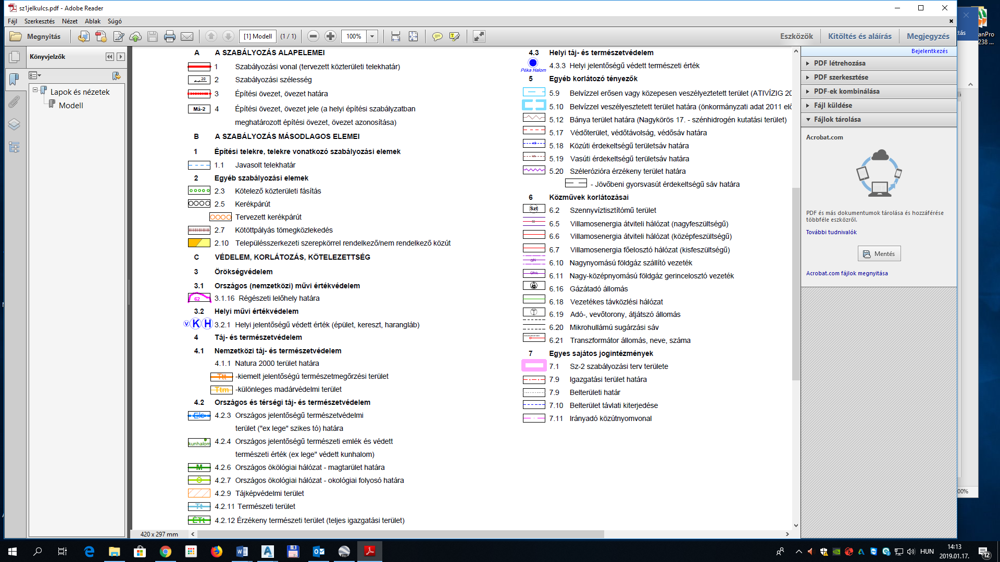 sz1jelkulcs.pdf - Adobe Reader
Fájl Szerkesztés Nézet Ablak Súgó
Megnyitás [1] Modell (1 / 1) 100% Eszközök Kitöltés és aláírás Megjegyzés
Könyvjelzők
Lapok és nézetek
Modell
A A SZABÁLYOZÁS ALAPELEMEI
1 Szabályozási vonal (tervezett közterületi telekhatár)
20 2 Szabályozási szélesség
3 Építési övezet, övezet határa
Má-2 4 Építési övezet, övezet jele (a helyi építési szabályzatban
meghatározott építési övezet, övezet azonosítása)
B A SZABÁLYOZÁS MÁSODLAGOS ELEMEI
1 Építési telekre, telekre vonatkozó szabályozási elemek
1.1 Javasolt telekhatár
2 Egyéb szabályozási elemek
2.3 Kötelező közterületi fásítás
2.5 Kerékpárút
Tervezett kerékpárút
2.7 Kötöttpályás tömegközlekedés
2.10 Településszerkezeti szerepkörrel rendelkező/nem rendelkező közút
C VÉDELEM, KORLÁTOZÁS, KÖTELEZETTSÉG
3 Örökségvédelem
3.1 Országos (nemzetközi) művi értékvédelem
62 3.1.16 Régészeti lelőhely határa
3.2 Helyi művi értékvédelem
V K H 3.2.1 Helyi jelentőségű védett érték (épület, kereszt, harangláb)
4 Táj- és természetvédelem
4.1 Nemzetközi táj- és természetvédelem
4.1.1 Natura 2000 terület határa
Ttt -kiemelt jelentőségú természetmegőrzési terület
Ttm -különleges madárvédelmi terület
4.2 Országos és térségi táj- és természetvédelem
Els 4.2.3 Országos jelentőségű természetvédelmi
terület ("ex lege" szikes tó) határa
kunhalom 4.2.4 Országos jelentőségű természeti emlék és védett
természeti érték (ex lege" védett kunhalom)
M 4.2.6 Országos ökölógiai hálózat - magtarület határa
O 4.2.7 Országos ökológiai hálózat - okológiai folyosó határa
4.2.9 Tájképvédelmi terület
Tt 4.2.11 Természeti terület
ÉTt 4.2.12 Érzékeny természeti terület (teljes igazgatási terület)
4.3 Helyi táj- és természetvédelem
Péka Halom 4.3.3 Helyi jelentőségű védett természeti érték
5 Egyéb korlátozó tényezők
5.9 Belvízzel erősen vagy közepesen veszélyeztetett terület (ATIVÍZIG 20
5.10 Belvízzel veszélyesztetett terület határa (önkormányzati adat 2011 elő
5.12 Bánya terület határa (Nagykörös 17. - szénhidrogén kutatási terület)
5.17 Védőterület, védőtávolság, védősáv határa
5.18 Közúti érdekeltségű területsáv határa
5.19 Vasúti érdekeltségű területsáv határa
5.20 Szélerózióra érzékeny terület határa
- Jövőbeni gyorsvasút érdekeltségű sáv határa
6 Közművek korlátozásai
Szt 6.2 Szennyvíztisztítómű terület
6.5 Villamosenergia átviteli hálózat (nagyfeszültségű)
6.6 Villamosenergia átviteli hálózat (középfeszültségű)
6.7 Villamosenergia főelosztó hálózat (kisfeszültségű)
GN 6.10 Nagynyomású földgáz szállító vezeték
Gfnk 6.11 Nagy-középnyomású földgáz gerincelosztó vezeték
6.16 Gázátadó állomás
6.18 Vezetékes távközlési hálózat
6.19 Adó-, vevőtorony, átjátszó állomás
6.20 Mikrohullámú sugárzási sáv
6.21 Transzformátor állomás, neve, száma
7 Egyes sajátos jogintézmények
7.1 Sz-2 szabályozási terv területe
7.9 Igazgatási terület határa
7.9 Belterületi határ
7.10 Belterület távlati kiterjedése
7.11 Irányadó közútnyomvonal
420 x 297 mm
Bejelentkezés
PDF létrehozása
PDF szerkesztése
PDF-ek kombinálása
Fájl küldése
Fájlok tárolása
Acrobat.com
PDF és más dokumentumok tárolása és hozzáférése
többféle eszközről.
További tudnivalók
Mentés
Acrobat.com fájlok megnyitása
HUN
14:13
2019.01.17.
12